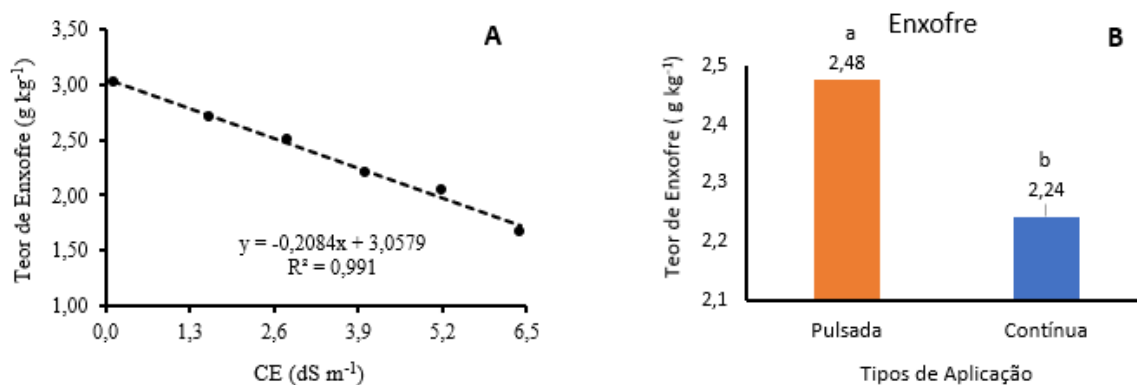 A
Teor de Enxofre (g kg⁻¹)
3,50
3,00
2,50
2,00
1,50
1,00
y = -0,2084x + 3,0579
R² = 0,991
0,0 1,3 2,6 3,9 5,2 6,5
CE (dS m⁻¹)
Enxofre
B
Teor de Enxofre ( g kg⁻¹)
2,5
2,4
2,3
2,2
2,1
a
2,48
b
2,24
Pulsada Contínua
Tipos de Aplicação